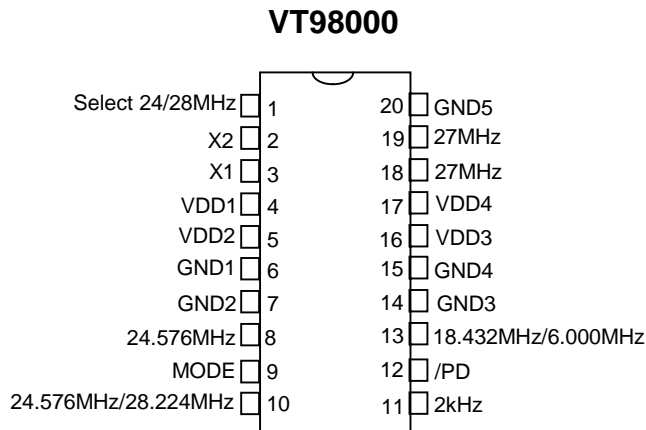 VT98000
Select 24/28MHz 1 20 GND5
X2 2 19 27MHz
X1 3 18 27MHz
VDD1 4 17 VDD4
VDD2 5 16 VDD3
GND1 6 15 GND4
GND2 7 14 GND3
24.576MHz 8 13 18.432MHz/6.000MHz
MODE 9 12 /PD
24.576MHz/28.224MHz 10 11 2kHz